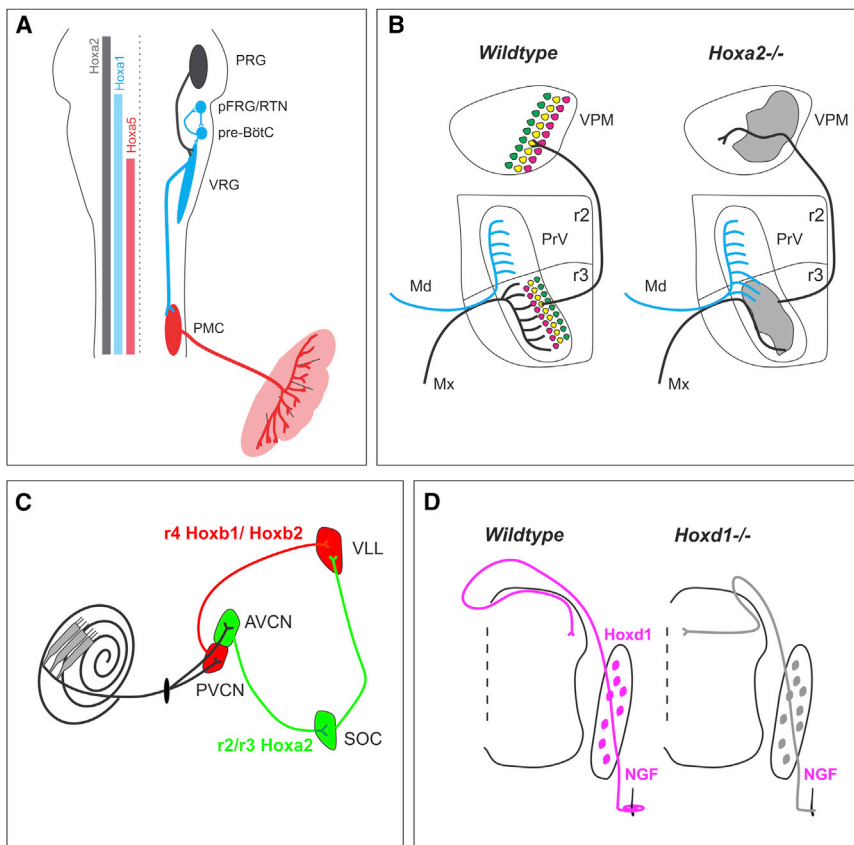 A
Hoxa2
Hoxa1
Hoxa5
PRG
pFRG/RTN
pre-BötC
VRG
PMC
B
Wildtype
Hoxa2-/-
VPM
VPM
r2
PrV
r3
Md
Mx
r2
PrV
r3
Md
Mx
C
r4 Hoxb1/ Hoxb2
VLL
AVCN
PVCN
r2/r3 Hoxa2
SOC
D
Wildtype
Hoxd1-/-
Hoxd1
NGF
NGF